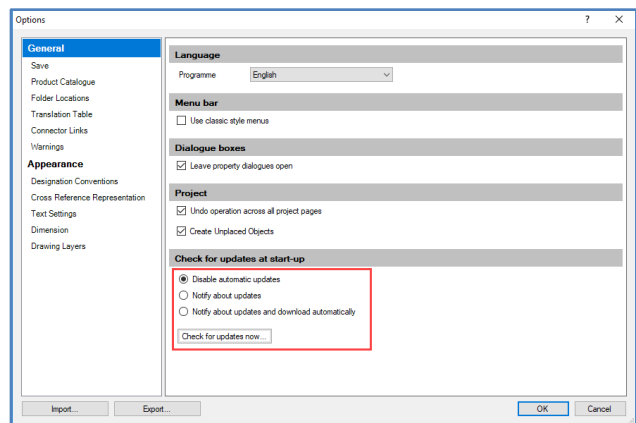 Options
General
Save
Product Catalogue
Folder Locations
Translation Table
Connector Links
Warnings
Appearance
Designation Conventions
Cross Reference Representation
Text Settings
Dimension
Drawing Layers
Language
Programme English
Menu bar
Use classic style menus
Dialogue boxes
Leave property dialogues open
Project
Undo operation across all project pages
Create Unplaced Objects
Check for updates at start-up
Disable automatic updates
Notify about updates
Notify about updates and download automatically
Check for updates now...
Import... Export... OK Cancel